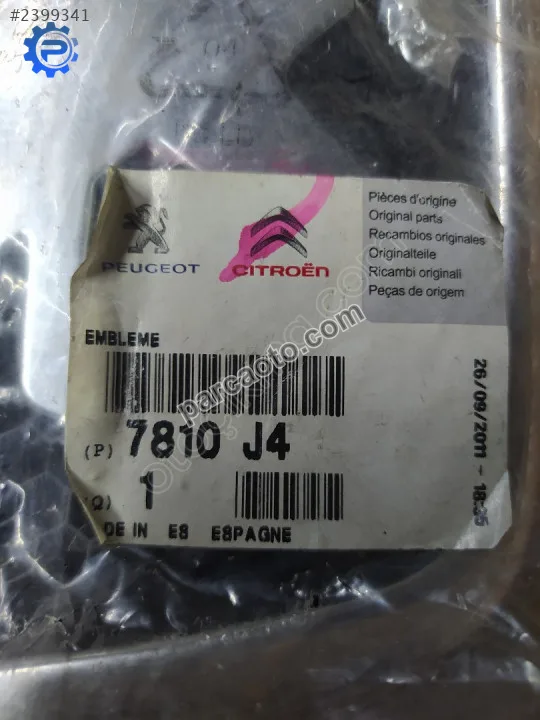 #2399341
PEUGEOT
CITROËN
Pièces d'origine
Original parts
Recambios originales
Originalteile
Ricambi originali
Peças de origem
EMBLEME
parcaoto.com
(P) 7810 J4
(Q) 1
DE IN ES ESPAGNE
26/09/2011 - 18:35